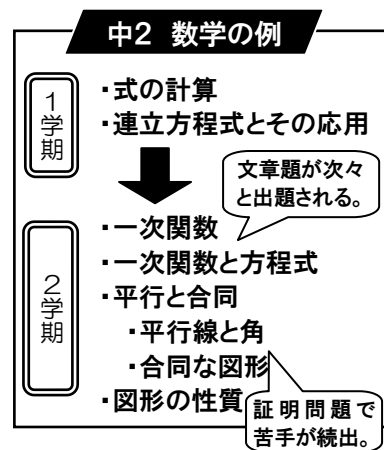 中2 数学の例
1学期
・式の計算
・連立方程式とその応用
文章題が次々
と出題される。
2学期
・一次関数
・一次関数と方程式
・平行と合同
・平行線と角
・合同な図形
・図形の性質
証明問題で
苦手が続出。